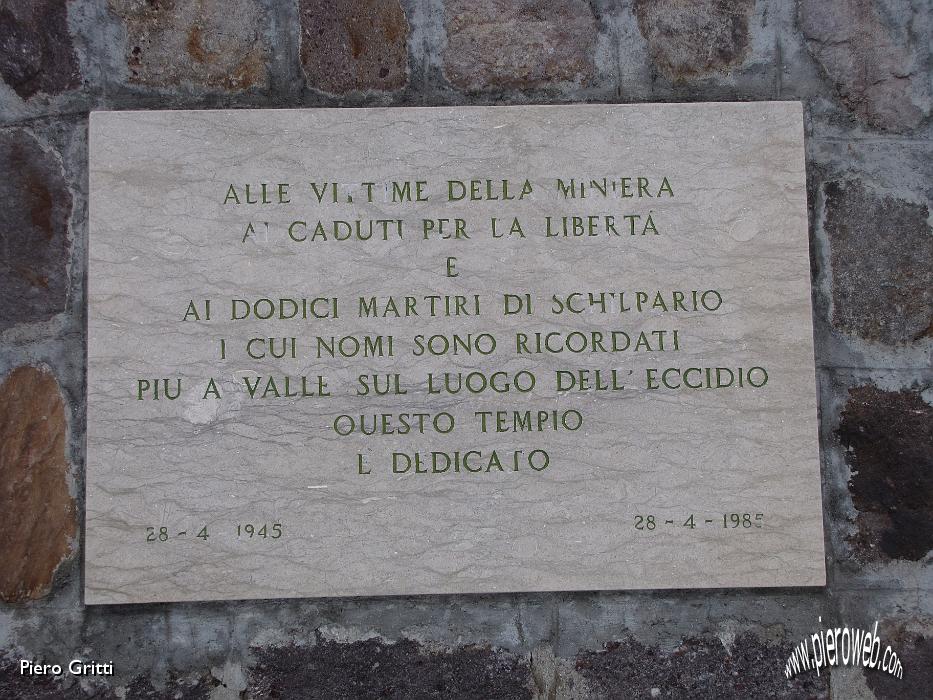 ALLE VITTIME DELLA MINIERA
AI CADUTI PER LA LIBERTÁ
E
AI DODICI MARTIRI DI SCHILPARIO
I CUI NOMI SONO RICORDATI
PIU A VALLE SUL LUOGO DELL' ECCIDIO
QUESTO TEMPIO
E DEDICATO
28 - 4 1945 28 - 4 - 1985
Piero Gritti
www.pieroweb.com